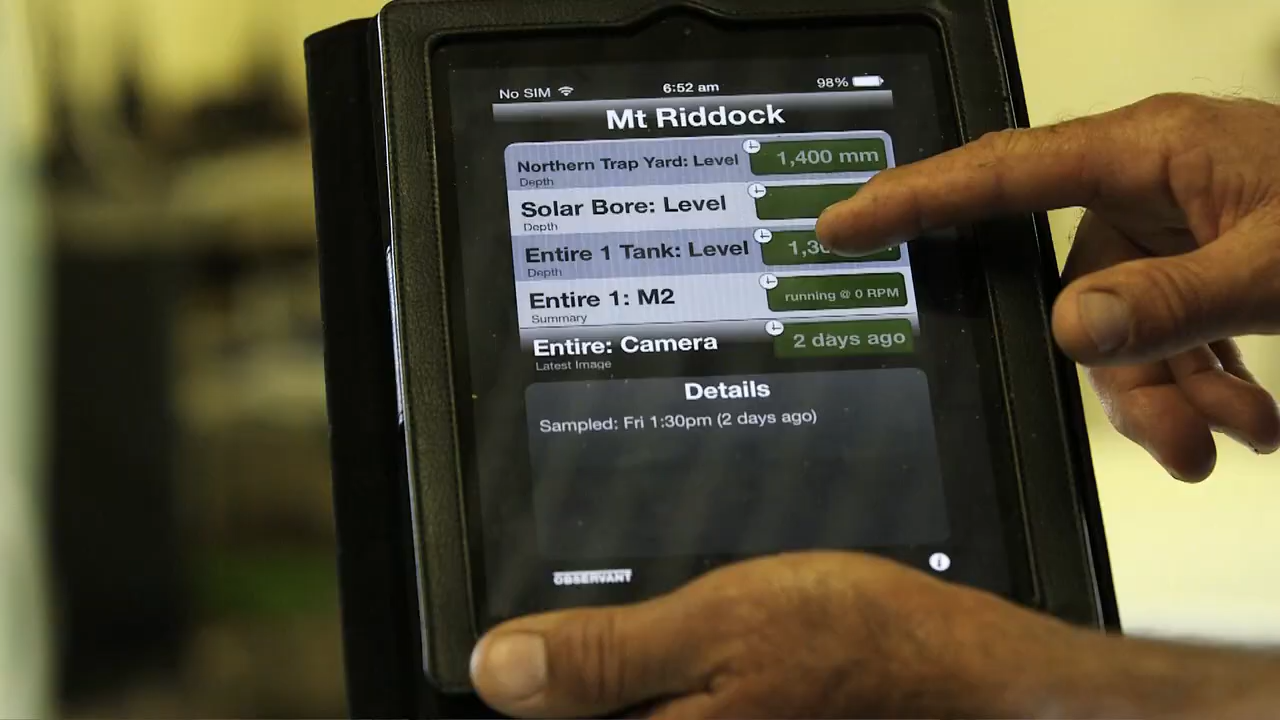 No SIM 6:52 am 98%
Mt Riddock
Northern Trap Yard: Level 1,400 mm
Depth
Solar Bore: Level
Depth
Entire 1 Tank: Level
Depth
Entire 1: M2 running @ 0 RPM
Summary
Entire: Camera 2 days ago
Latest Image
Details
Sampled: Fri 1:30pm (2 days ago)
OBSERVANT
i